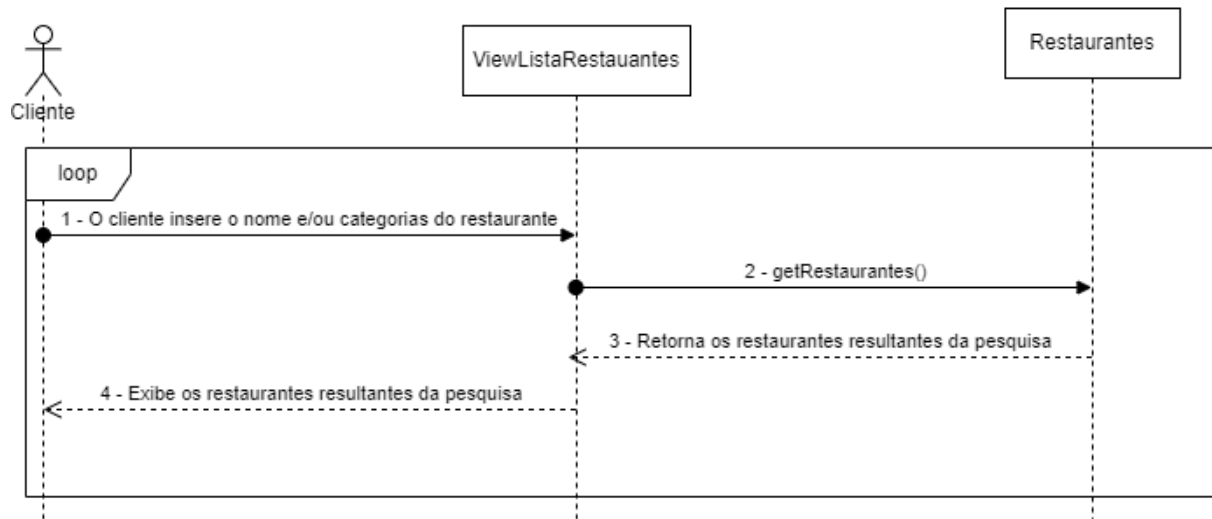 Restaurantes
ViewListaRestauantes
Cliente
loop
1 - O cliente insere o nome e/ou categorias do restaurante
2 - getRestaurantes()
3 - Retorna os restaurantes resultantes da pesquisa
4 - Exibe os restaurantes resultantes da pesquisa